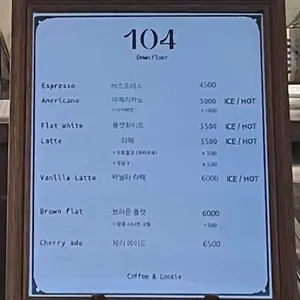 104
Down Floor
Espresso 에스프레소 4500
Americano 아메리카노 5000 ICE / HOT
Flat white 플랫화이트 5500 ICE / HOT
Latte 라떼 5500 ICE / HOT
+ 500
+ 500
Vanilla Latte 바닐라 라떼 6000 ICE / HOT
Brown flat 브라운 플랫 6000
+ 500
Cherry ade 체리 에이드 6500
Coffee & Cookie